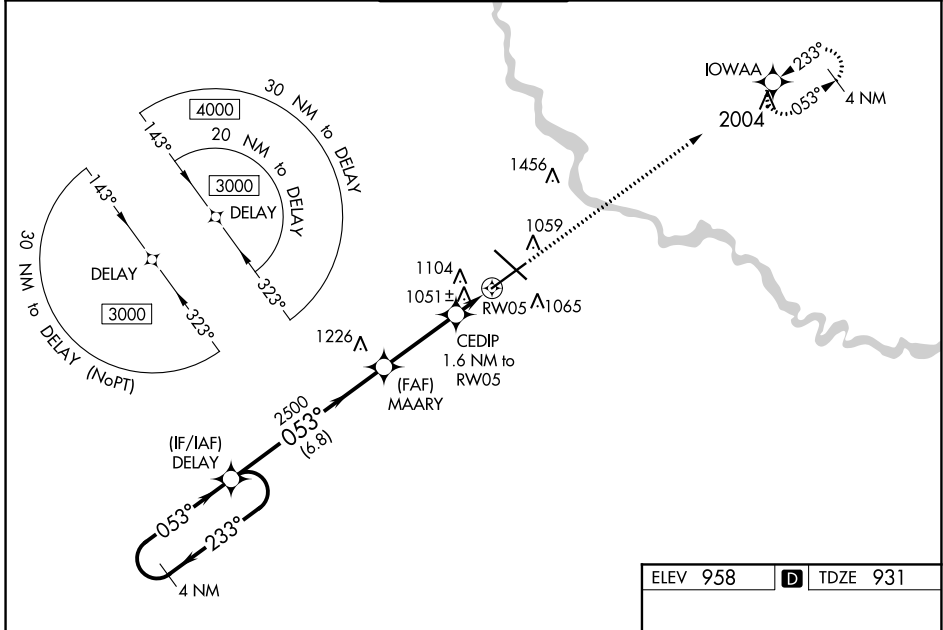 30 NM to DELAY
4000
20 NM to DELAY
3000
143°
DELAY
323°
30 NM to DELAY (NoPT)
143°
DELAY
3000
323°
IOWAA
233°
053°
4 NM
2004
1456
1059
1104
1051±
RW05
1065
CEDIP
1.6 NM to
RW05
1226
(FAF)
MAARY
2500
053°
(6.8)
(IF/IAF)
DELAY
053°
233°
4 NM
ELEV 958 D TDZE 931